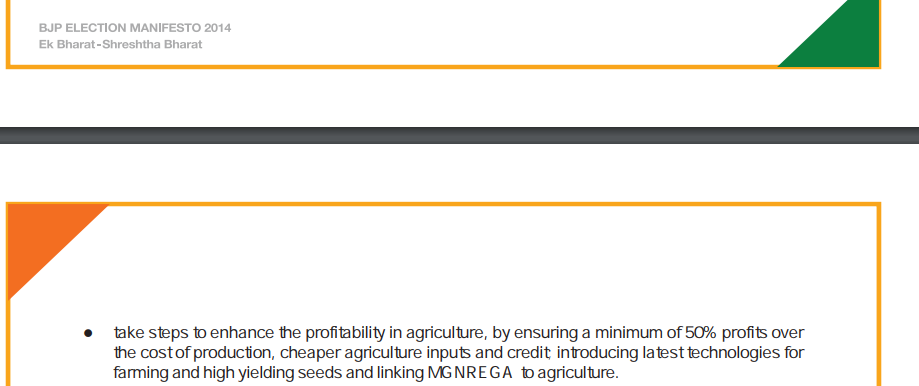 BJP ELECTION MANIFESTO 2014
Ek Bharat-Shreshtha Bharat
● take steps to enhance the profitability in agriculture, by ensuring a minimum of 50% profits over
the cost of production, cheaper agriculture inputs and credit; introducing latest technologies for
farming and high yielding seeds and linking MGNREGA to agriculture.